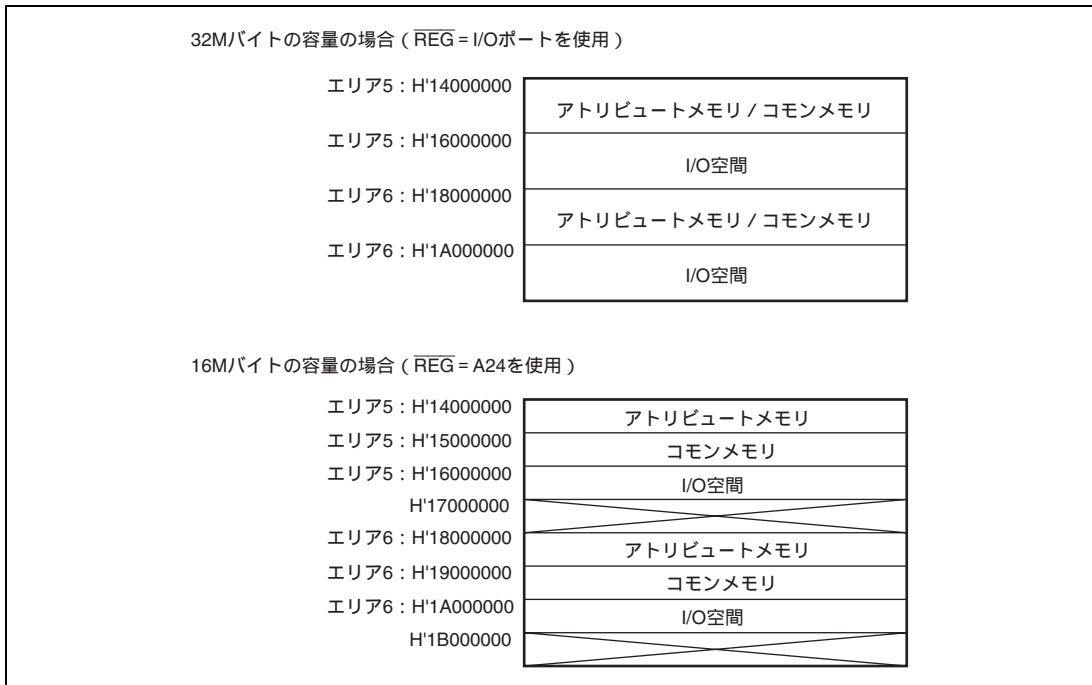 32Mバイトの容量の場合 ( REG = I/Oポートを使用 )
エリア5 : H'14000000
アトリビュートメモリ / コモンメモリ
エリア5 : H'16000000
I/O空間
エリア6 : H'18000000
アトリビュートメモリ / コモンメモリ
エリア6 : H'1A000000
I/O空間
16Mバイトの容量の場合 ( REG = A24を使用 )
エリア5 : H'14000000
アトリビュートメモリ
エリア5 : H'15000000
コモンメモリ
エリア5 : H'16000000
I/O空間
H'17000000
エリア6 : H'18000000
アトリビュートメモリ
エリア6 : H'19000000
コモンメモリ
エリア6 : H'1A000000
I/O空間
H'1B000000